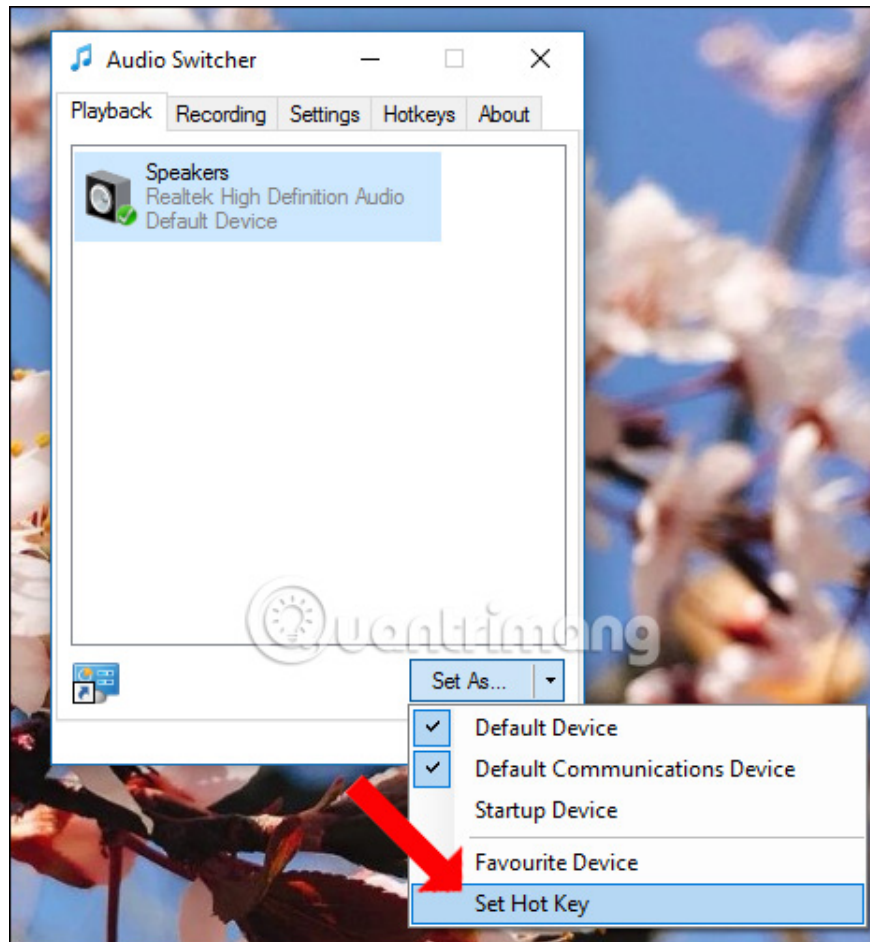 Audio Switcher
Playback Recording Settings Hotkeys About
Speakers
Realtek High Definition Audio
Default Device
Quantrimang
Set As...
Default Device
Default Communications Device
Startup Device
Favourite Device
Set Hot Key